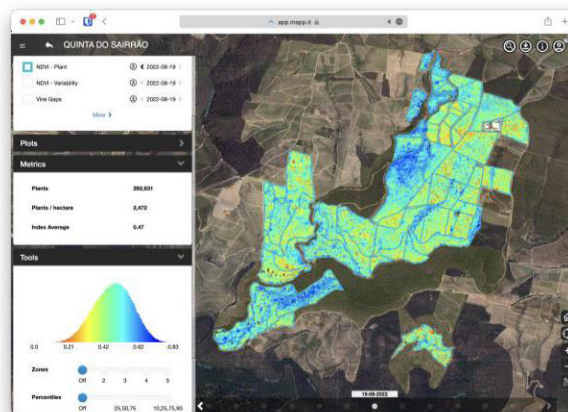 app.mapp.it
QUINTA DO SAIRRÃO
NDVI - Plant 2022-08-19
NDVI - Variability 2022-08-19
Vine Gaps 2022-08-19
More
Plots
Metrics
Plants 292,831
Plants / hectare 2,472
Index Average 0.47
Tools
0.0 0.21 0.42 0.62 0.83
Zones
Off 2 3 4 5
Percentiles
Off 25,50,75 10,25,75,90
19-08-2022